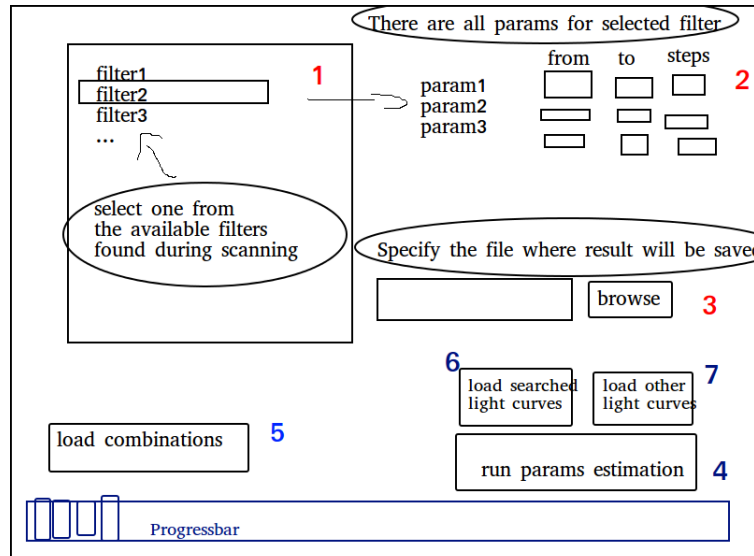 There are all params for selected filter
filter1
filter2
filter3
...
1
from to steps
param1
param2
param3
2
select one from
the available filters
found during scanning
Specify the file where result will be saved
browse
3
6
7
load searched
light curves
load other
light curves
load combinations
5
run params estimation
4
Progressbar